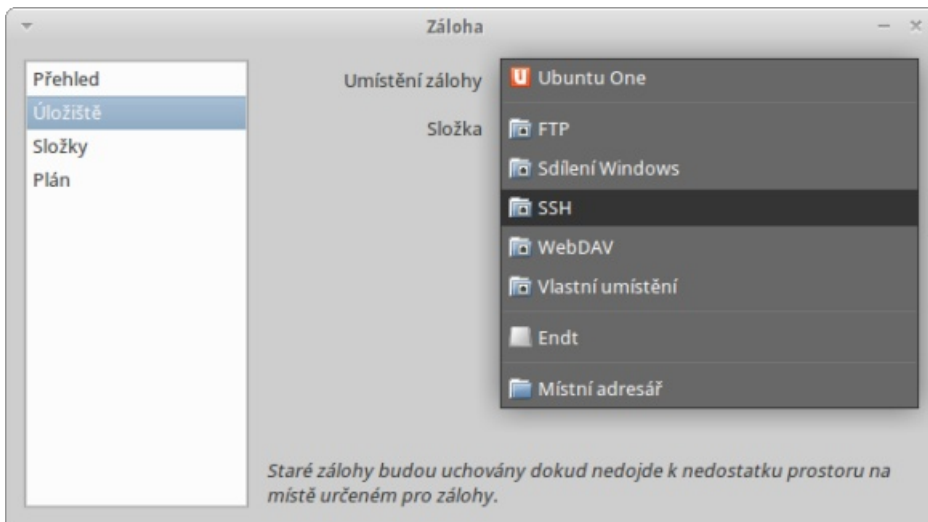 Záloha
Přehled
Úložiště
Složky
Plán
Umístění zálohy
Složka
Ubuntu One
FTP
Sdílení Windows
SSH
WebDAV
Vlastní umístění
Endt
Místní adresář
Staré zálohy budou uchovány dokud nedojde k nedostatku prostoru na
místě určeném pro zálohy.